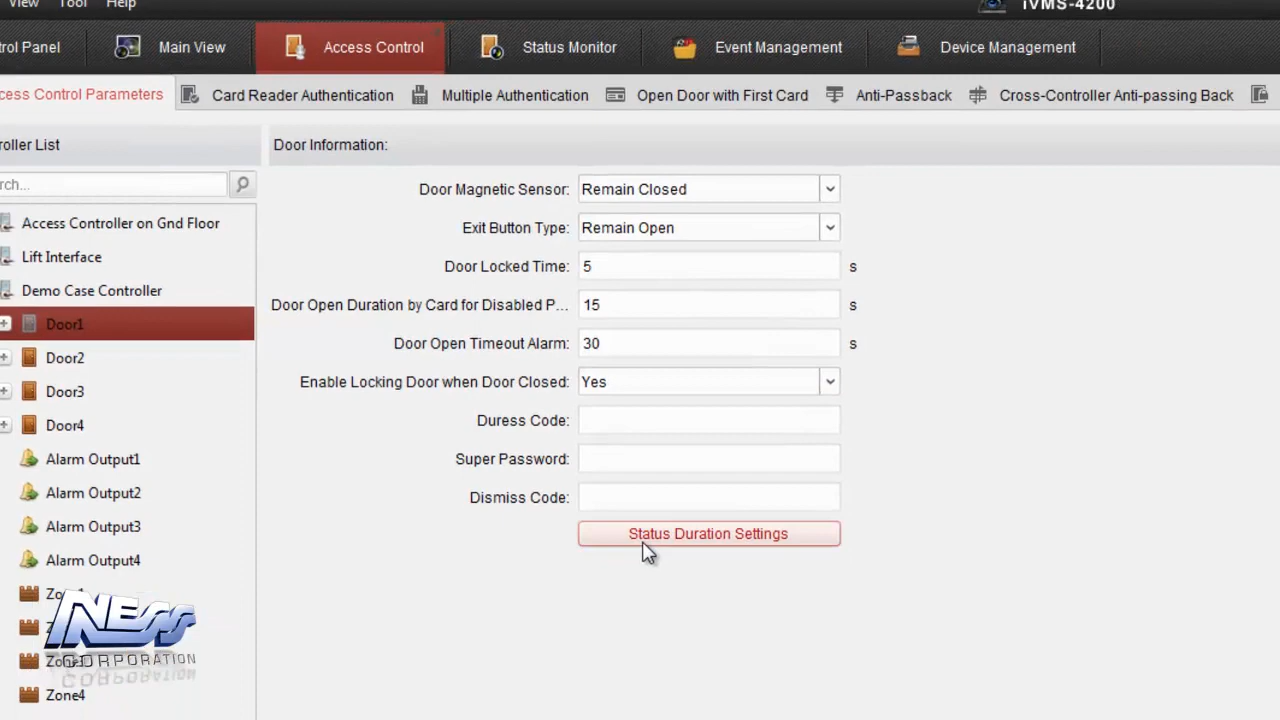 View Tool Help iVMS-4200
trol Panel Main View Access Control Status Monitor Event Management Device Management
cess Control Parameters Card Reader Authentication Multiple Authentication Open Door with First Card Anti-Passback Cross-Controller Anti-passing Back
roller List
Door Information:
rch...
Access Controller on Gnd Floor
Lift Interface
Demo Case Controller
Door1
Door2
Door3
Door4
Alarm Output1
Alarm Output2
Alarm Output3
Alarm Output4
Zone4
Door Magnetic Sensor: Remain Closed
Exit Button Type: Remain Open
Door Locked Time: 5 s
Door Open Duration by Card for Disabled P... 15 s
Door Open Timeout Alarm: 30 s
Enable Locking Door when Door Closed: Yes
Duress Code:
Super Password:
Dismiss Code:
Status Duration Settings
NESS
CORPORATION